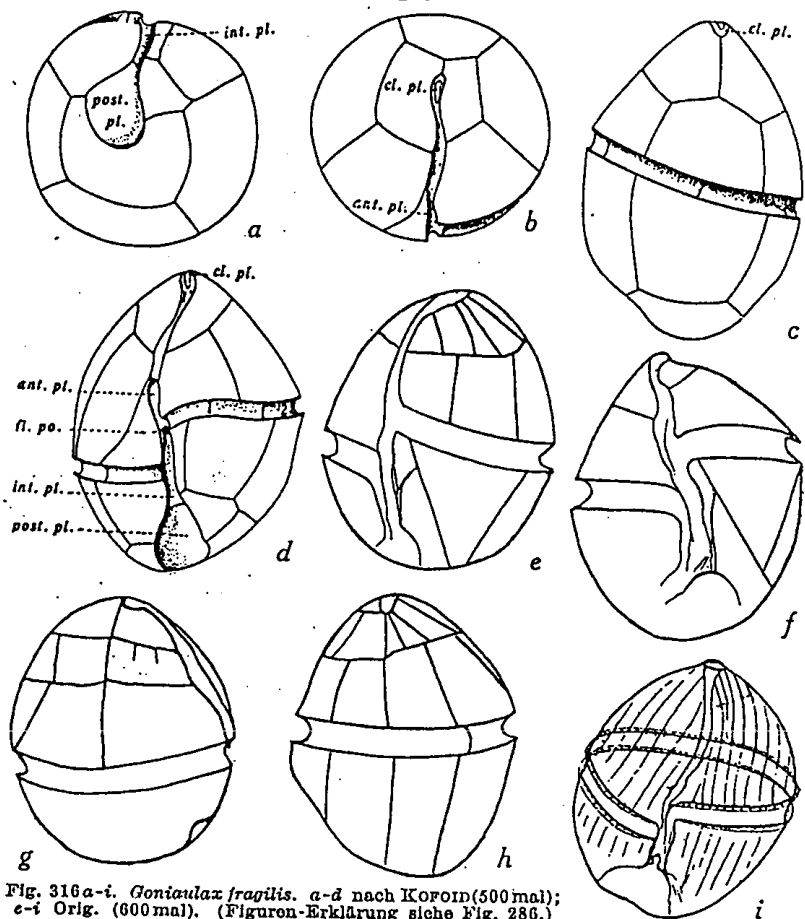 int. pl.
post.
pl.
a
cl. pl.
ant. pl.
b
cl. pl.
c
cl. pl.
ant. pl.
fl. po.
int. pl.
post. pl.
d
e
f
g
h
i
Fig. 316a-i. Goniaulax fragilis. a-d nach KOFOID (500 mal);
e-i Orig. (600 mal). (Figuren-Erklärung siehe Fig. 286.)